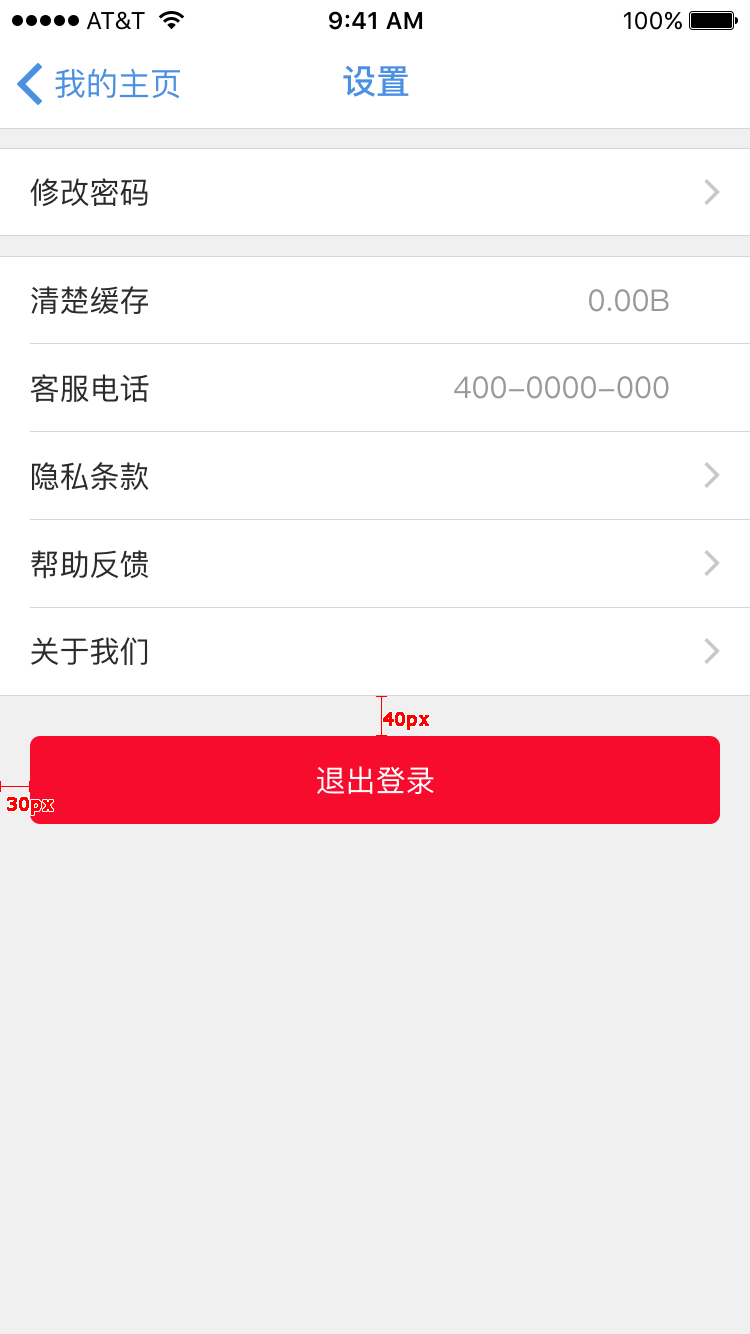 AT&T 9:41 AM 100%
我的主页 设置
修改密码
清楚缓存 0.00B
客服电话 400-0000-000
隐私条款
帮助反馈
关于我们
40px
退出登录
30px